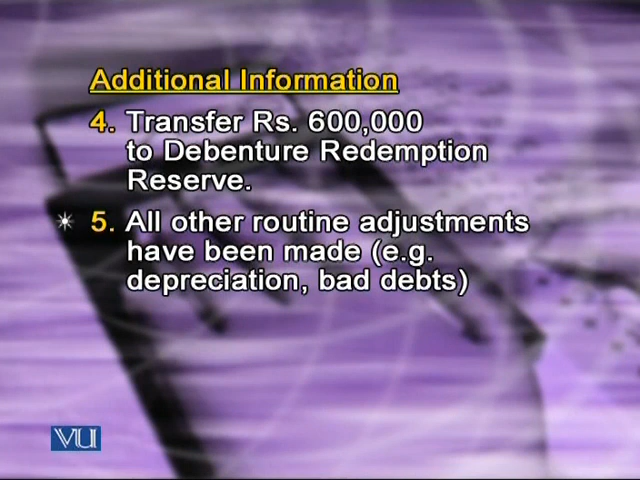 Additional Information
4. Transfer Rs. 600,000
to Debenture Redemption
Reserve.
5. All other routine adjustments
have been made (e.g.
depreciation, bad debts)
VU